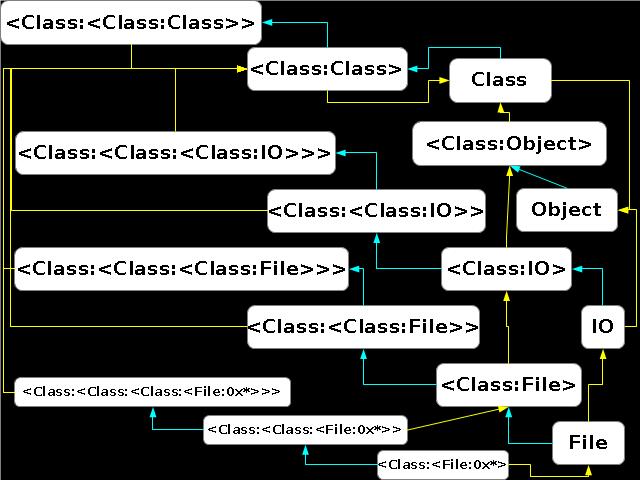 <Class:<Class:Class>>
<Class:Class>
Class
<Class:Object>
<Class:<Class:<Class:IO>>>
<Class:<Class:IO>>
Object
<Class:<Class:<Class:File>>>
<Class:IO>
<Class:<Class:File>>
IO
<Class:File>
<Class:<Class:<Class:<File:0x*>>>
<Class:<Class:<File:0x*>>
File
<Class:<File:0x*>